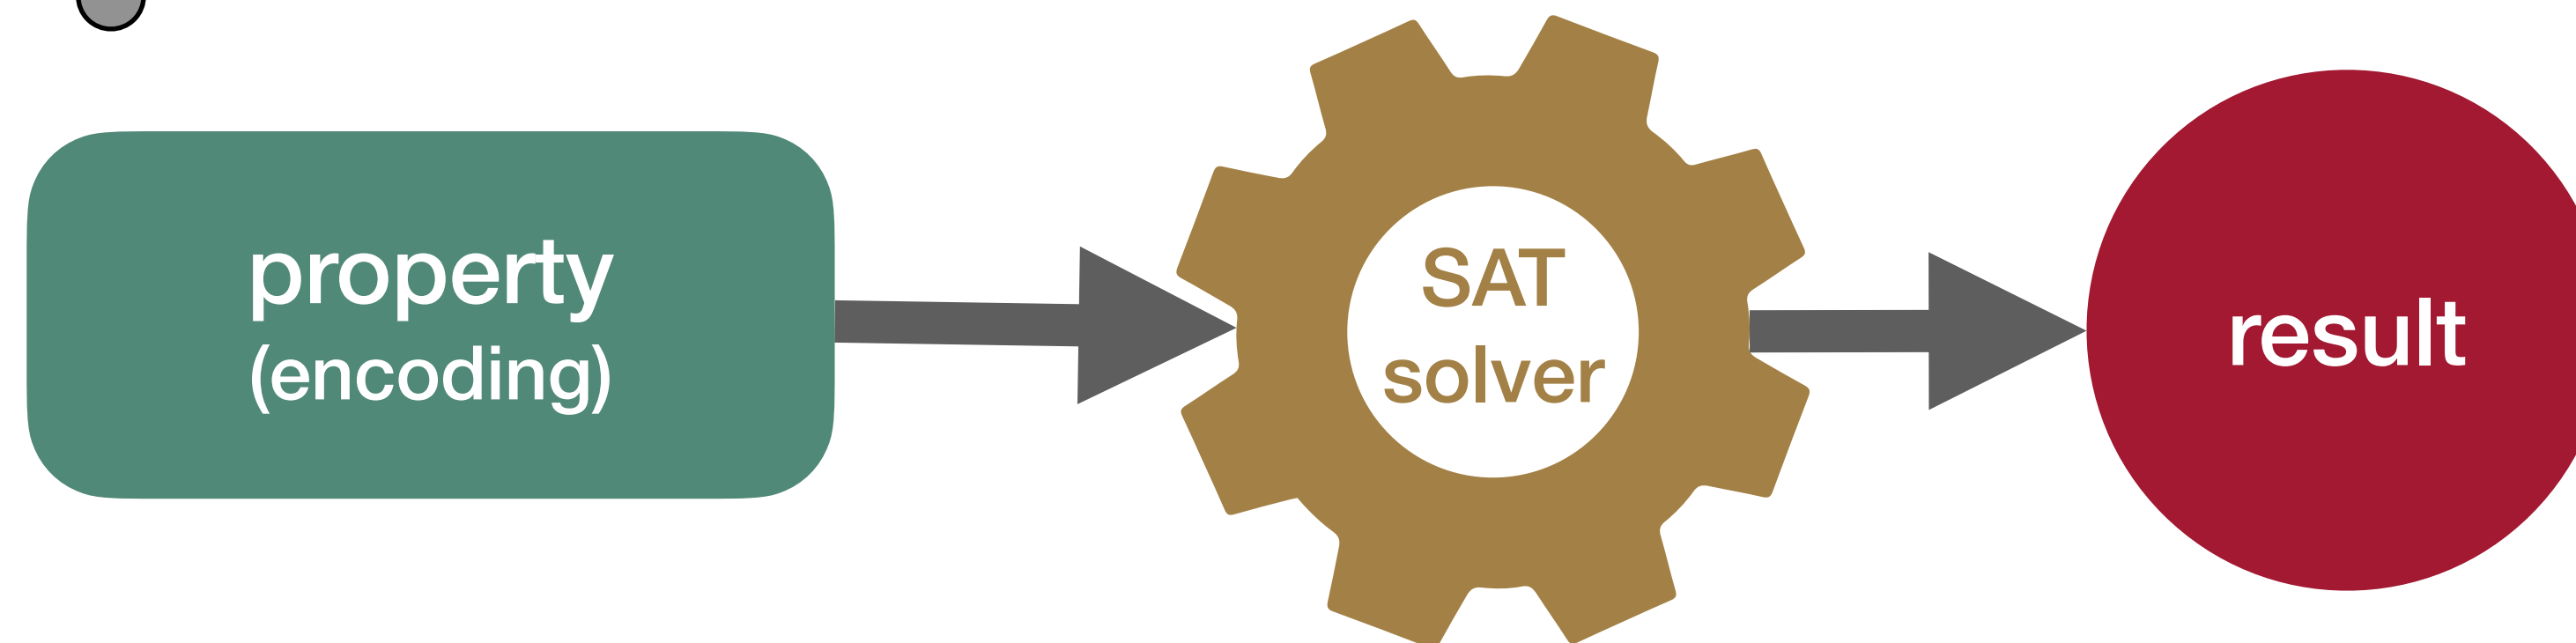 property
(encoding)
SAT
solver
result